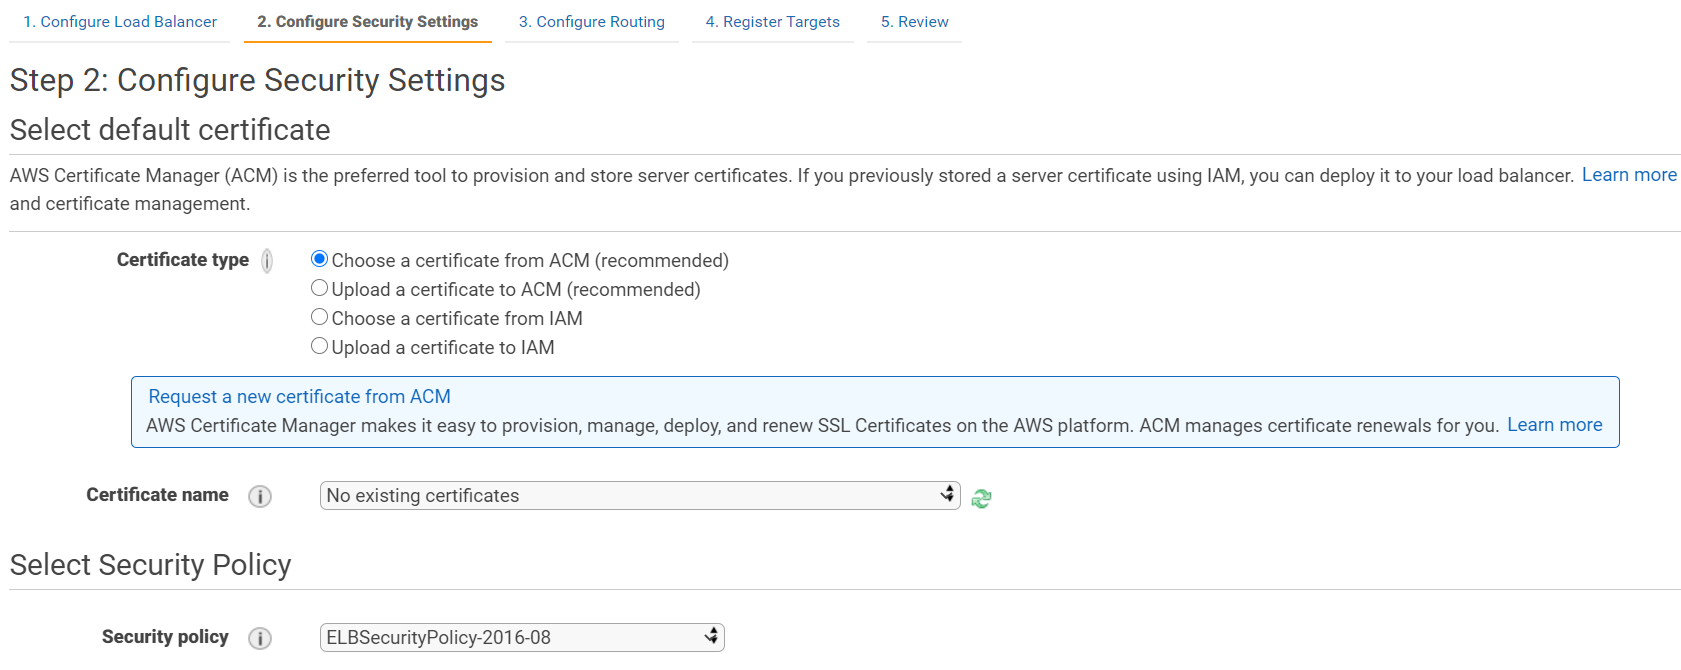 1. Configure Load Balancer 2. Configure Security Settings 3. Configure Routing 4. Register Targets 5. Review
Step 2: Configure Security Settings
Select default certificate
AWS Certificate Manager (ACM) is the preferred tool to provision and store server certificates. If you previously stored a server certificate using IAM, you can deploy it to your load balancer. Learn more
and certificate management.
Certificate type i Choose a certificate from ACM (recommended)
Upload a certificate to ACM (recommended)
Choose a certificate from IAM
Upload a certificate to IAM
Request a new certificate from ACM
AWS Certificate Manager makes it easy to provision, manage, deploy, and renew SSL Certificates on the AWS platform. ACM manages certificate renewals for you. Learn more
Certificate name i No existing certificates
Select Security Policy
Security policy i ELBSecurityPolicy-2016-08